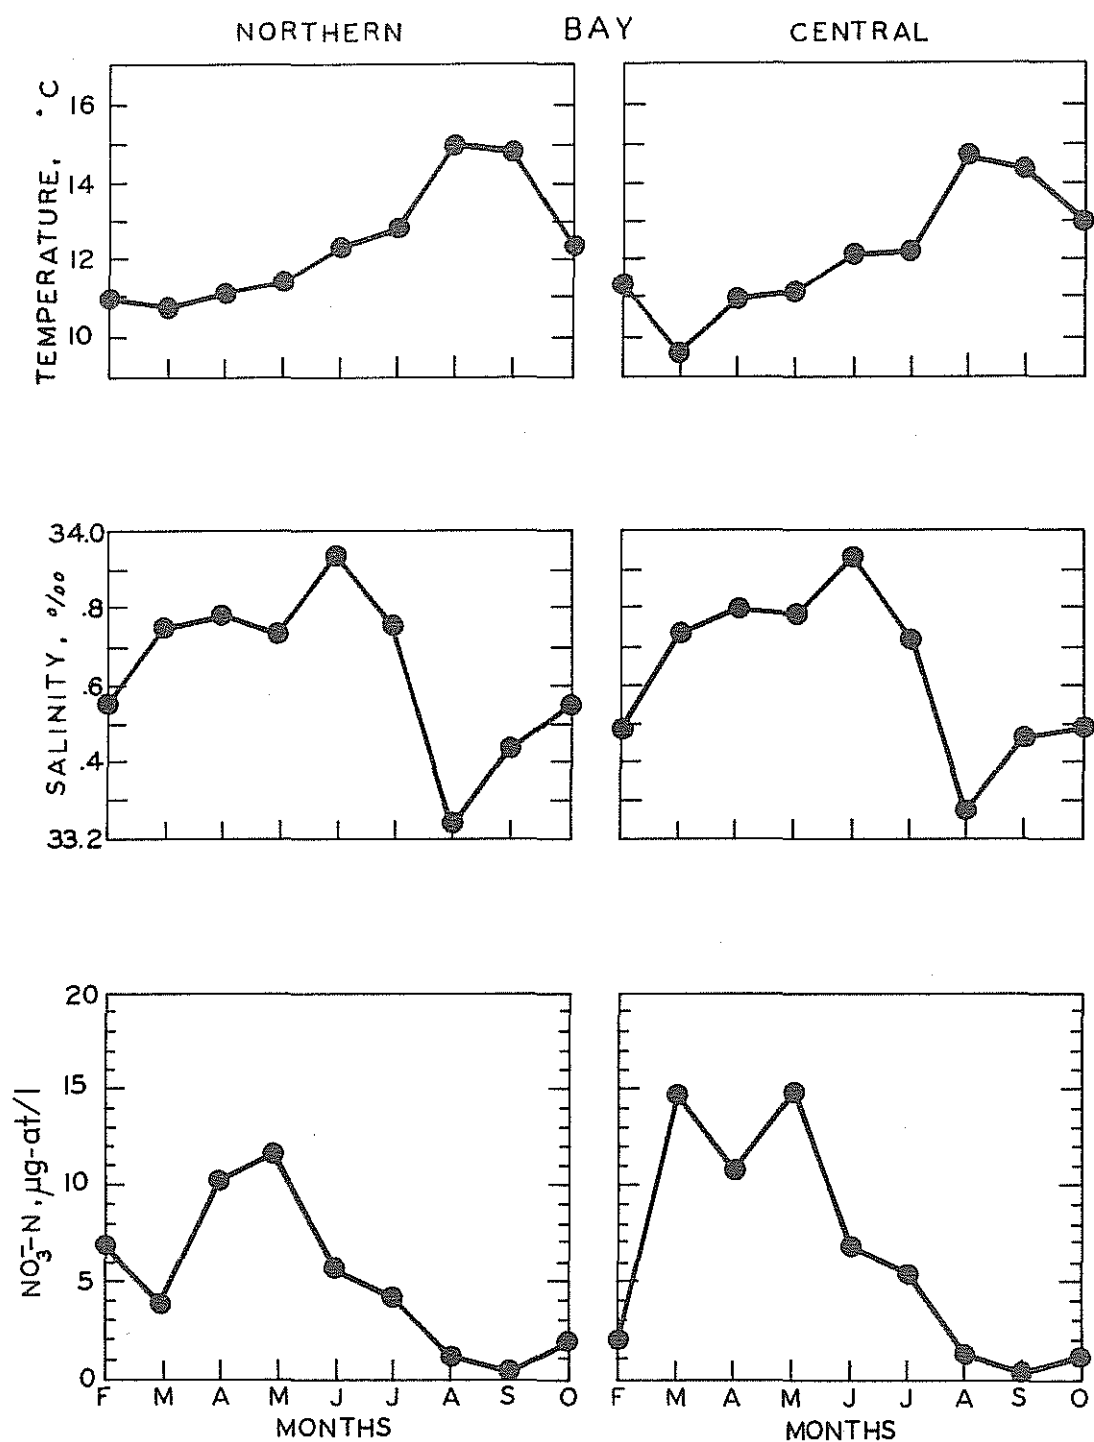 NORTHERN BAY CENTRAL
TEMPERATURE, °C
16
14
12
10
SALINITY, o/oo
34.0
.8
.6
.4
33.2
NO3-–N, µg-at/l
20
15
10
5
0
F M A M J J A S O
MONTHS
F M A M J J A S O
MONTHS